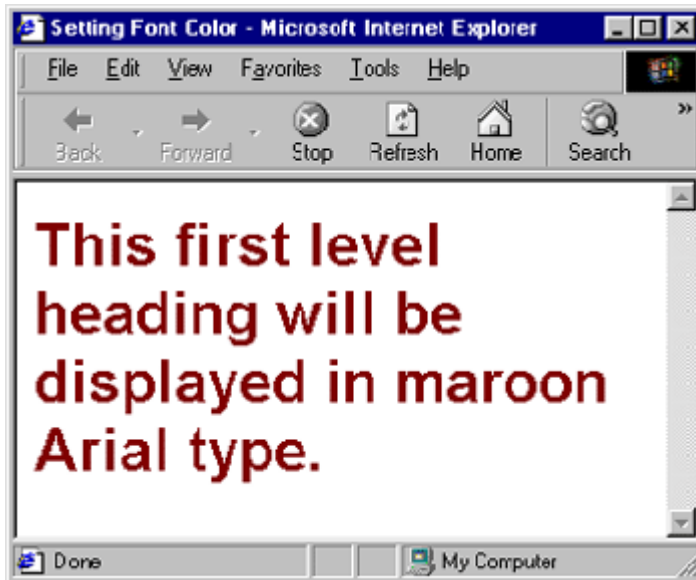 Setting Font Color - Microsoft Internet Explorer
File Edit View Favorites Tools Help
Back Forward Stop Refresh Home Search »
This first level
heading will be
displayed in maroon
Arial type.
Done My Computer